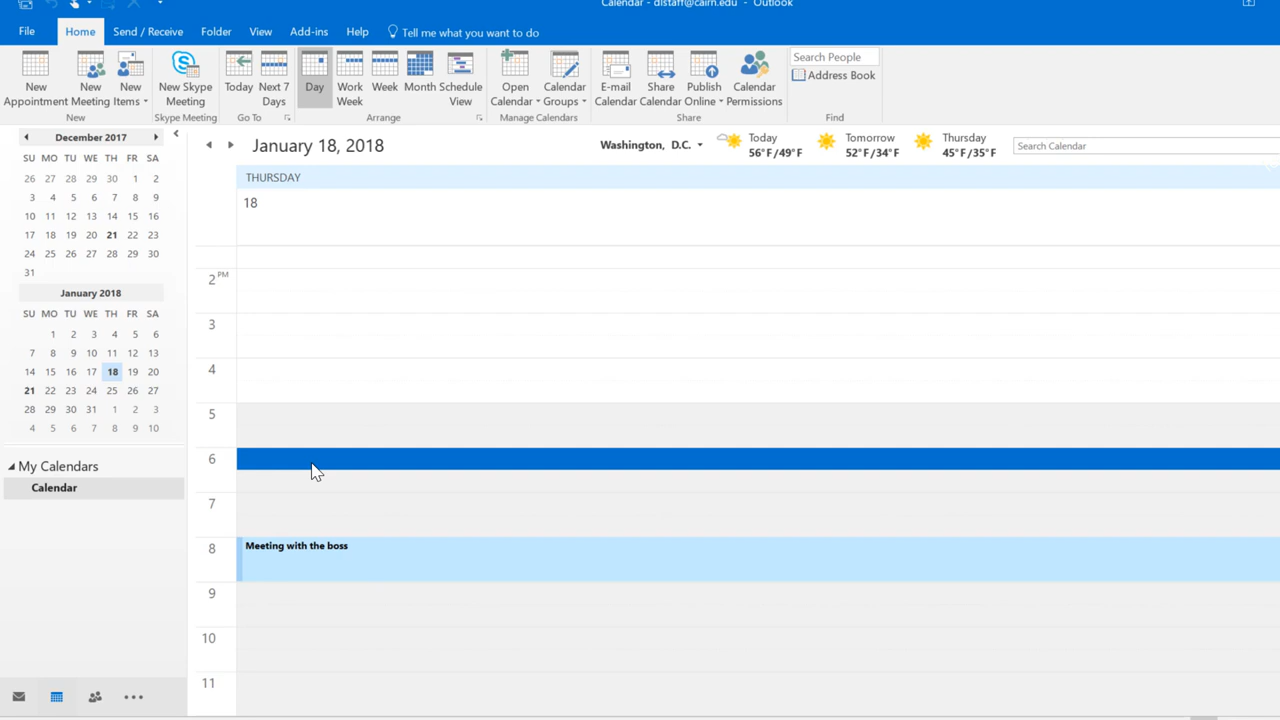 Calendar - dlstaff@cairn.edu - Outlook
File Home Send / Receive Folder View Add-ins Help Tell me what you want to do
New Appointment
New Meeting
New Items
New Skype Meeting
Today
Next 7 Days
Day
Work Week
Week
Month
Schedule View
Open Calendar
Calendar Groups
E-mail Calendar
Share Calendar
Publish Online
Calendar Permissions
Search People
Address Book
New
Skype Meeting
Go To
Arrange
Manage Calendars
Share
Find
December 2017
SU MO TU WE TH FR SA
26 27 28 29 30 1 2
3 4 5 6 7 8 9
10 11 12 13 14 15 16
17 18 19 20 21 22 23
24 25 26 27 28 29 30
31
January 2018
SU MO TU WE TH FR SA
1 2 3 4 5 6
7 8 9 10 11 12 13
14 15 16 17 18 19 20
21 22 23 24 25 26 27
28 29 30 31 1 2 3
4 5 6 7 8 9 10
My Calendars
Calendar
January 18, 2018
Washington, D.C.
Today
56°F/49°F
Tomorrow
52°F/34°F
Thursday
45°F/35°F
Search Calendar
THURSDAY
18
2 PM
3
4
5
6
7
8
Meeting with the boss
9
10
11